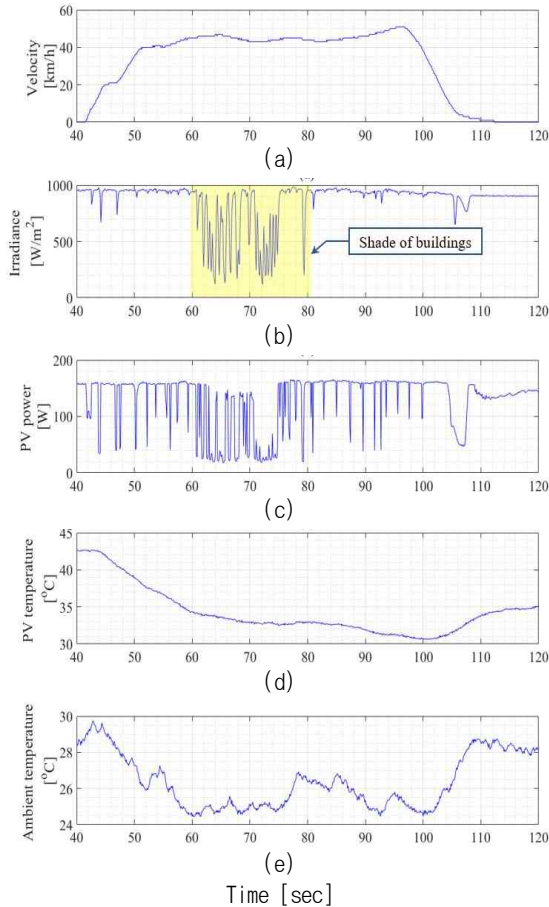 60
40
20
0
Velocity
[km/h]
40 50 60 70 80 90 100 110 120
(a)
1000
500
0
Irradiance
[W/m²]
Shade of buildings
40 50 60 70 80 90 100 110 120
(b)
200
100
0
PV power
[W]
40 50 60 70 80 90 100 110 120
(c)
45
40
35
30
PV temperature
[°C]
40 50 60 70 80 90 100 110 120
(d)
30
28
26
24
Ambient temperature
[°C]
40 50 60 70 80 90 100 110 120
(e)
Time [sec]